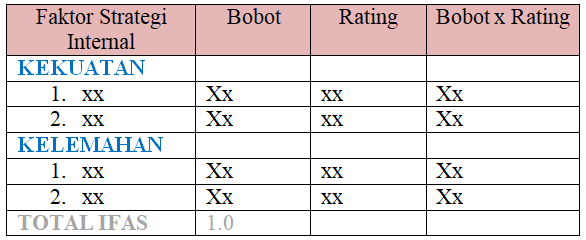 Faktor Strategi Internal Bobot Rating Bobot x Rating
KEKUATAN
1. xx Xx xx Xx
2. xx Xx xx Xx
KELEMAHAN
1. xx Xx xx Xx
2. xx Xx xx Xx
TOTAL IFAS 1.0